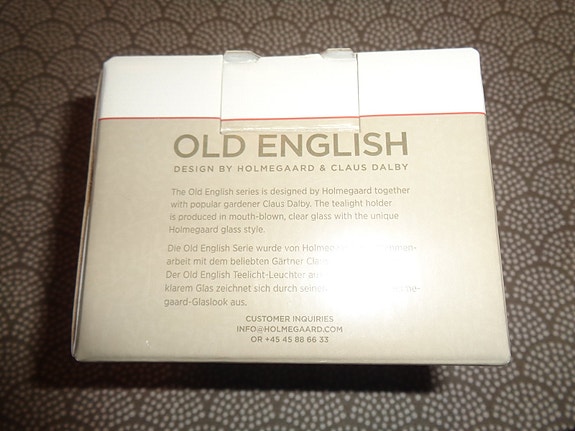 OLD ENGLISH
DESIGN BY HOLMEGAARD & CLAUS DALBY
The Old English series is designed by Holmegaard together
with popular gardener Claus Dalby. The tealight holder
is produced in mouth-blown, clear glass with the unique
Holmegaard glass style.
Die Old English Serie wurde von
arbeit mit dem beliebten Gärtner
Der Old English Teelicht-Leuchter
klarem Glas zeichnet sich durch
gaard-Glaslook aus.
CUSTOMER INQUIRIES
INFO@HOLMEGAARD.COM
OR +45 45 88 66 33